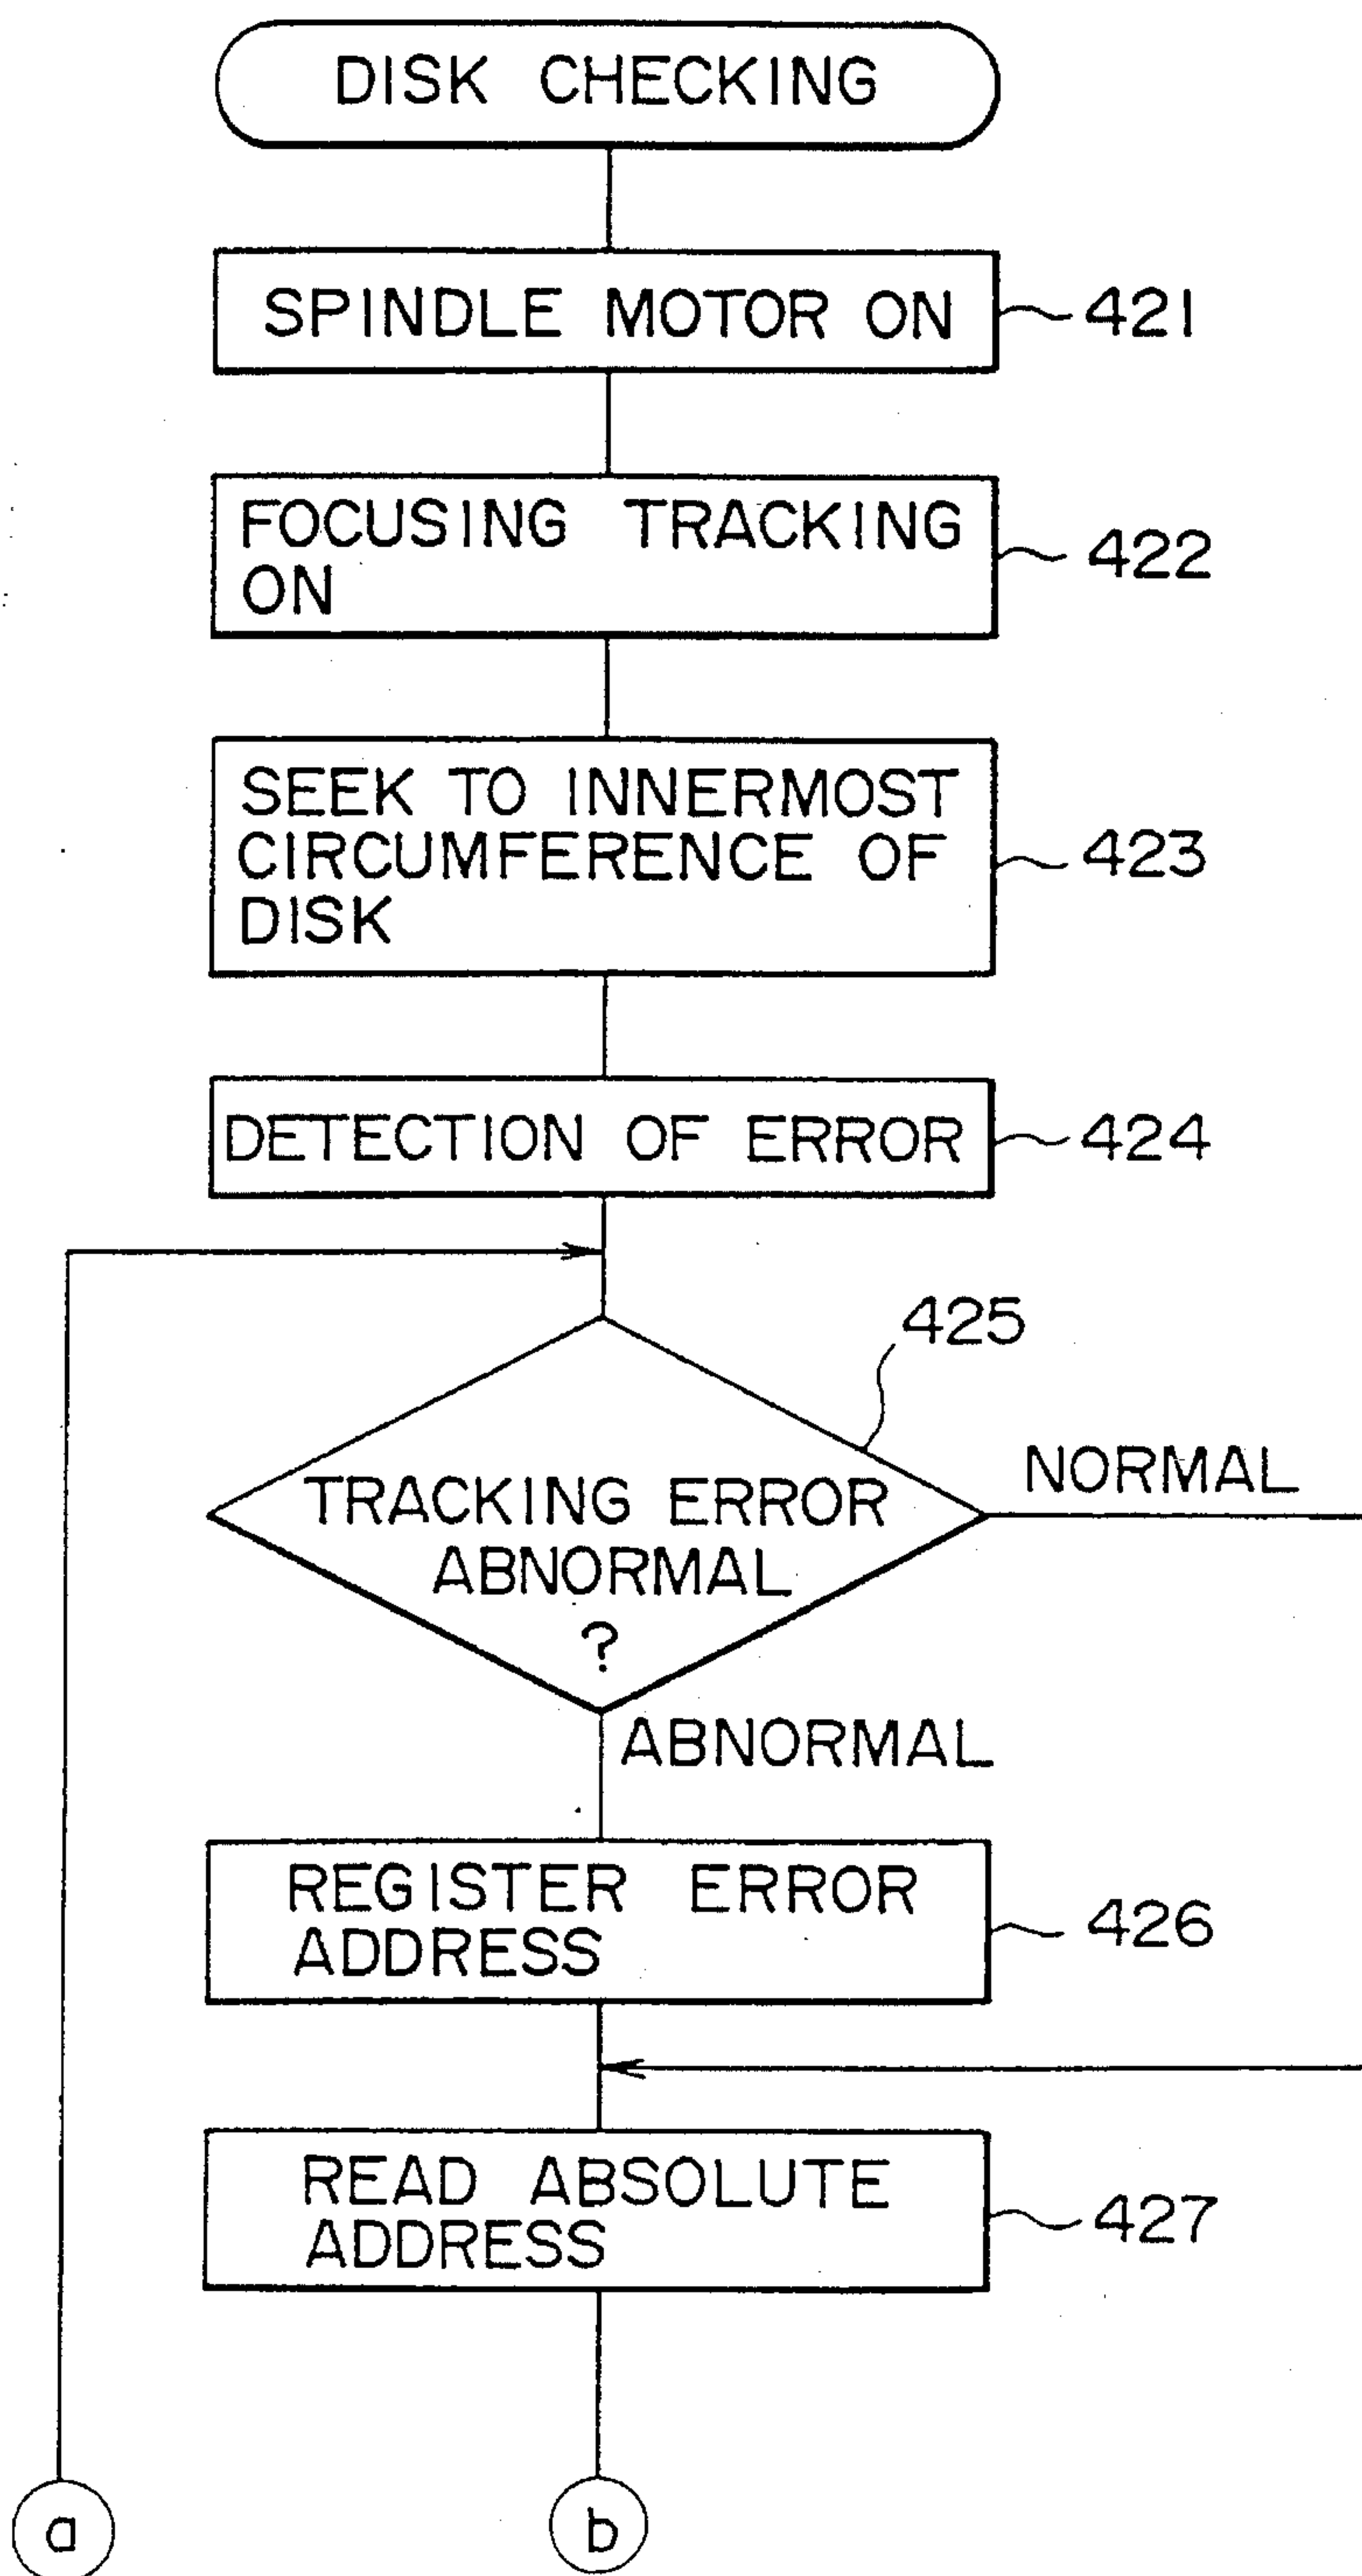 DISK CHECKING
SPINDLE MOTOR ON
421
FOCUSING TRACKING
ON
422
SEEK TO INNERMOST
CIRCUMFERENCE OF
DISK
423
DETECTION OF ERROR
424
425
TRACKING ERROR
ABNORMAL
?
NORMAL
ABNORMAL
REGISTER ERROR
ADDRESS
426
READ ABSOLUTE
ADDRESS
427
a
b